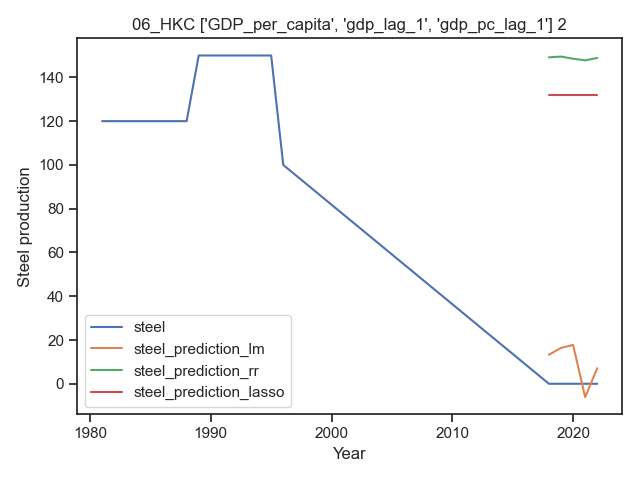 06_HKC ['GDP_per_capita', 'gdp_lag_1', 'gdp_pc_lag_1'] 2
Steel production
140
120
100
80
60
40
20
0
steel
steel_prediction_lm
steel_prediction_rr
steel_prediction_lasso
1980
1990
2000
2010
2020
Year